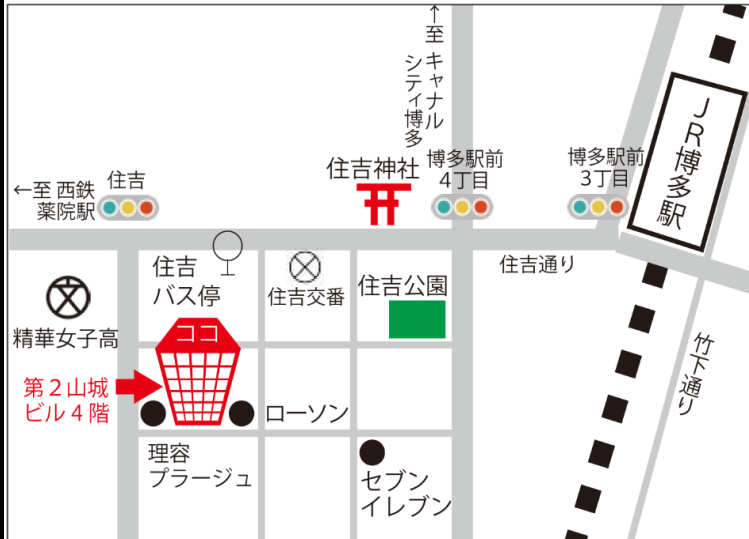 ←至 キャナル
シティ博多
住吉神社
博多駅前
4丁目
博多駅前
3丁目
JR博多駅
←至 西鉄
薬院駅
住吉
住吉
バス停
住吉交番
住吉公園
住吉通り
竹下通り
精華女子高
ココ
第2山城
ビル4階
ローソン
理容
プラージュ
セブン
イレブン